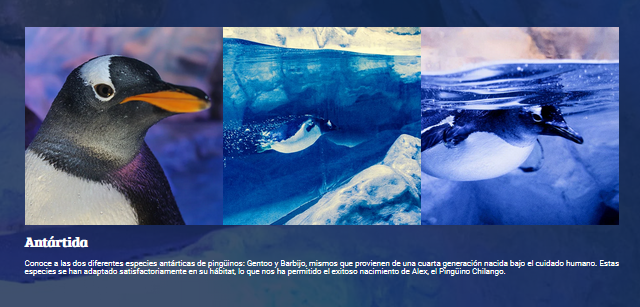 Antártida
Conoce a las dos diferentes especies antárticas de pingüinos: Gentoo y Barbijo, mismos que provienen de una cuarta generación nacida bajo el cuidado humano. Estas
especies se han adaptado satisfactoriamente en su hábitat, lo que nos ha permitido el exitoso nacimiento de Alex, el Pingüino Chilango.